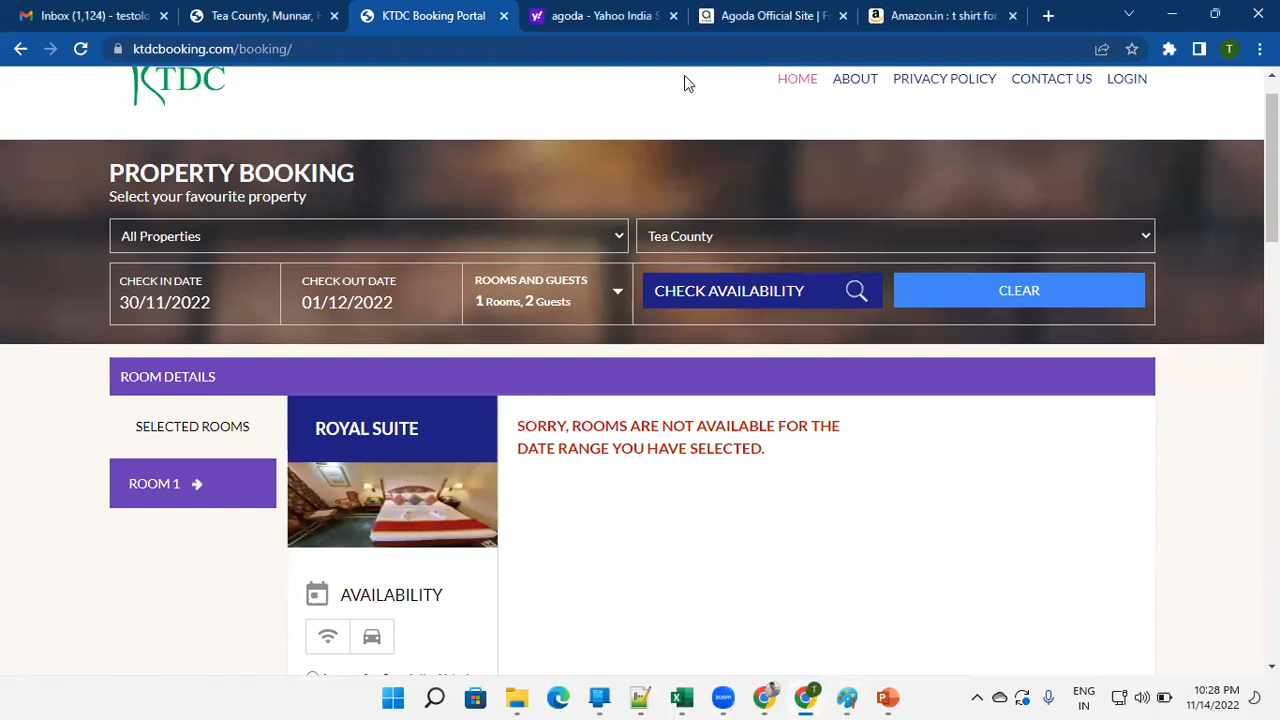 Inbox (1,124) - testolo
Tea County, Munnar, H
KTDC Booking Portal
agoda - Yahoo India S
Agoda Official Site | F
Amazon.in : t shirt for
ktdcbooking.com/booking/
T
KTDC
HOME ABOUT PRIVACY POLICY CONTACT US LOGIN
PROPERTY BOOKING
Select your favourite property
All Properties
Tea County
CHECK IN DATE
30/11/2022
CHECK OUT DATE
01/12/2022
ROOMS AND GUESTS
1 Rooms, 2 Guests
CHECK AVAILABILITY
CLEAR
ROOM DETAILS
SELECTED ROOMS
ROOM 1
ROYAL SUITE
SORRY, ROOMS ARE NOT AVAILABLE FOR THE
DATE RANGE YOU HAVE SELECTED.
AVAILABILITY
zoom
T
ENG
IN
10:28 PM
11/14/2022